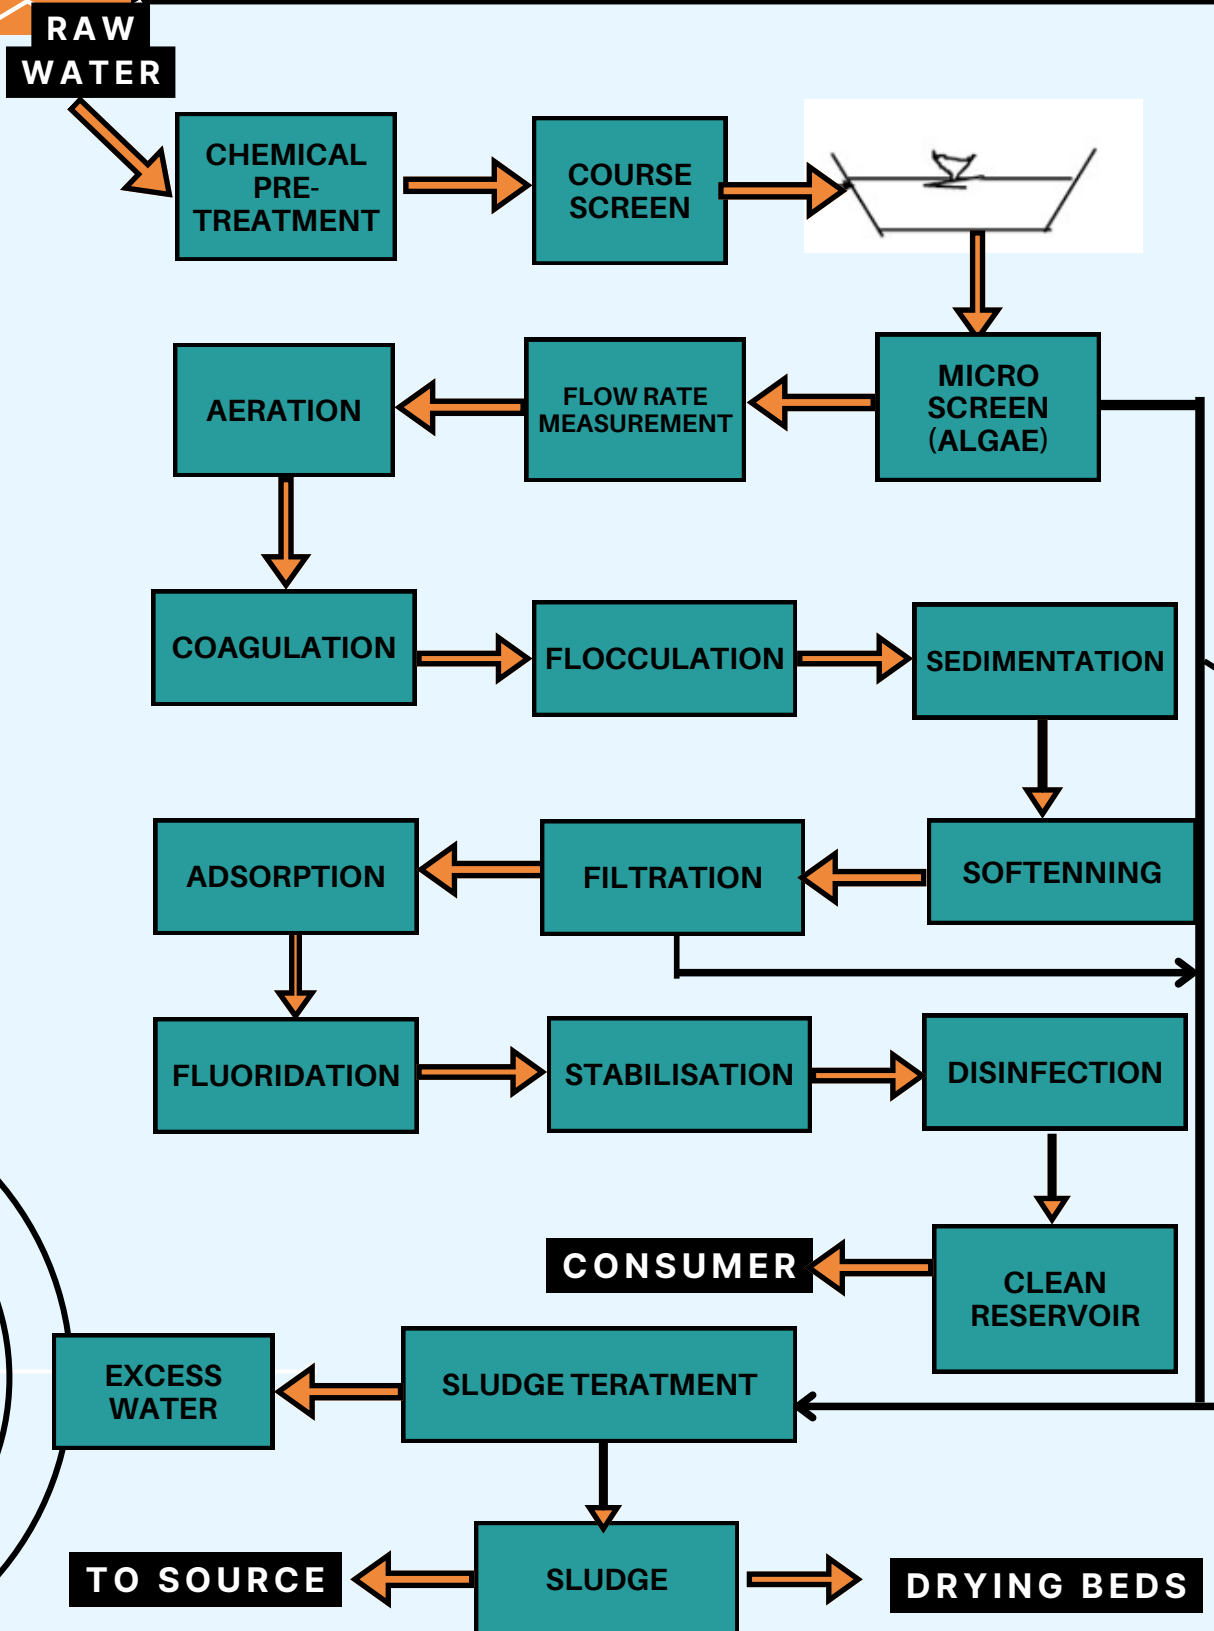 RAW
WATER
CHEMICAL
PRE-
TREATMENT
COURSE
SCREEN
MICRO
SCREEN
(ALGAE)
FLOW RATE
MEASUREMENT
AERATION
COAGULATION
FLOCCULATION
SEDIMENTATION
SOFTENNING
FILTRATION
ADSORPTION
FLUORIDATION
STABILISATION
DISINFECTION
CLEAN
RESERVOIR
CONSUMER
SLUDGE TERATMENT
EXCESS
WATER
SLUDGE
TO SOURCE
DRYING BEDS